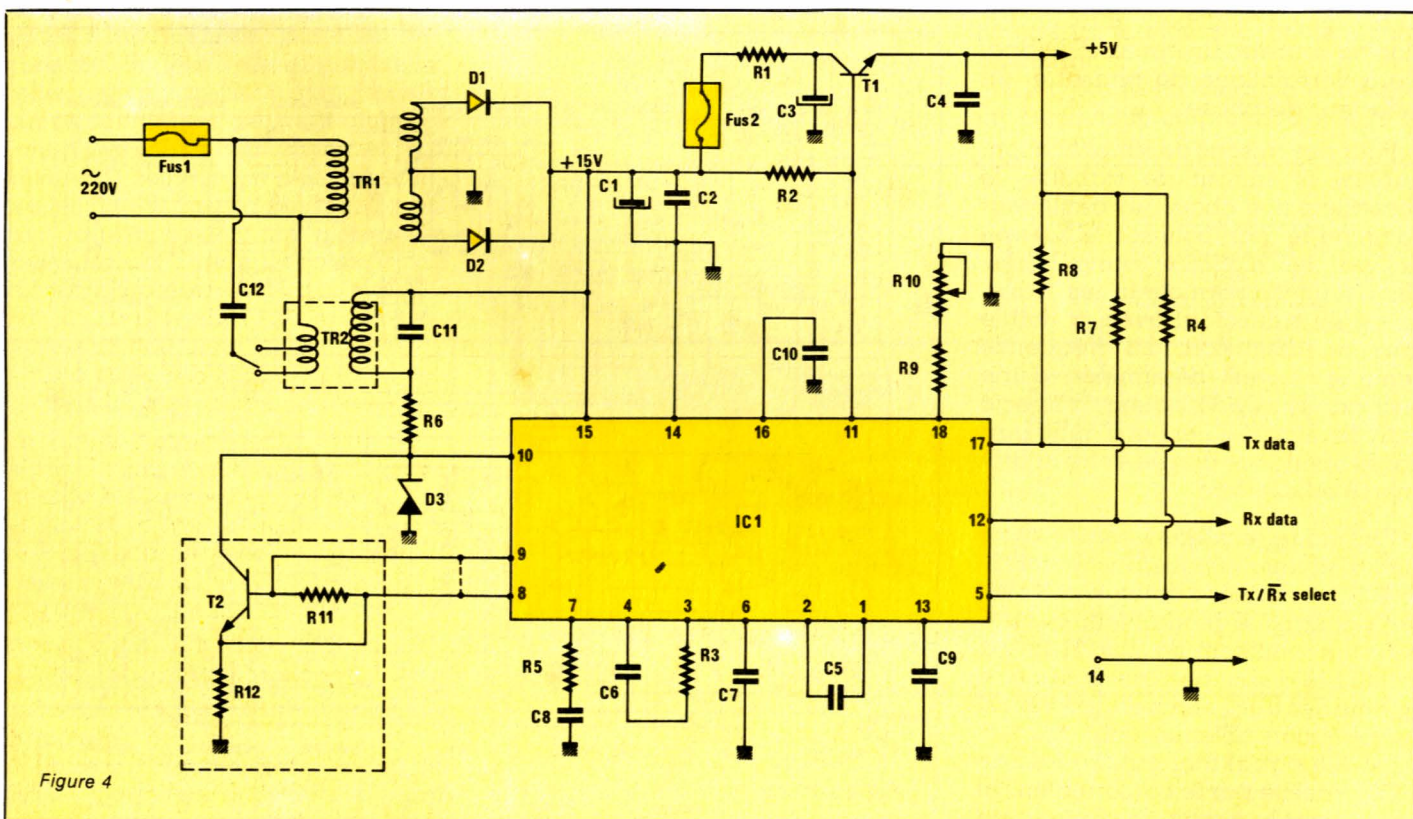 R1
+5V
D1
T1
C3
C4
Fus2
Fus1
TR1
+15V
C1
C2
R2
~
220V
D2
R8
R10
C12
TR2
C11
R7
R4
C10
R9
R6
15
14
16
11
18
17
Tx data
10
D3
IC1
12
Rx data
9
T2
R11
8
5
Tx/R̅x select
7
4
3
6
2
1
13
R5
R3
C9
C6
C7
C5
14
R12
C8
Figure 4